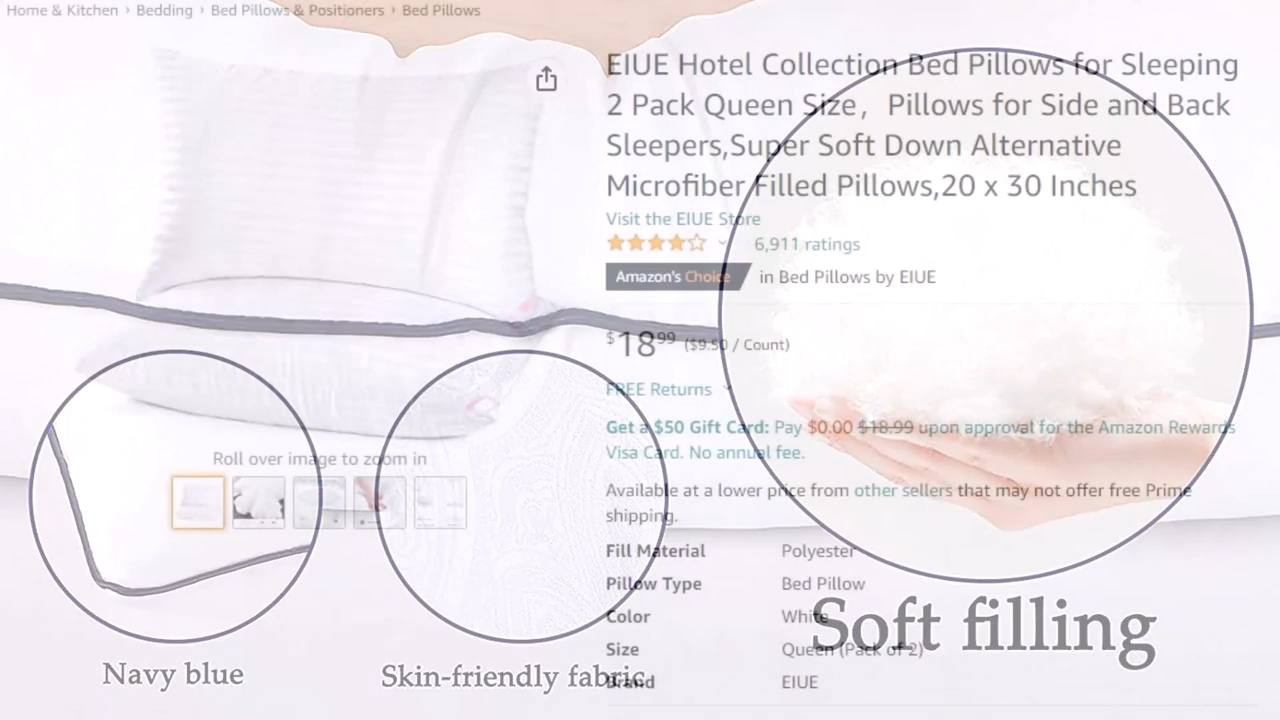 Home & Kitchen › Bedding › Bed Pillows & Positioners › Bed Pillows
EIUE Hotel Collection Bed Pillows for Sleeping
2 Pack Queen Size，Pillows for Side and Back
Sleepers,Super Soft Down Alternative
Microfiber Filled Pillows,20 x 30 Inches
Visit the EIUE Store
6,911 ratings
Amazon's Choice in Bed Pillows by EIUE
$18.99 ($9.50 / Count)
FREE Returns
Get a $50 Gift Card: Pay $0.00 $18.99 upon approval for the Amazon Rewards
Visa Card. No annual fee.
Roll over image to zoom in
Available at a lower price from other sellers that may not offer free Prime
shipping.
Fill Material Polyester
Pillow Type Bed Pillow
Color White
Size Queen (Pack of 2)
Brand EIUE
Navy blue
Skin-friendly fabric
Soft filling